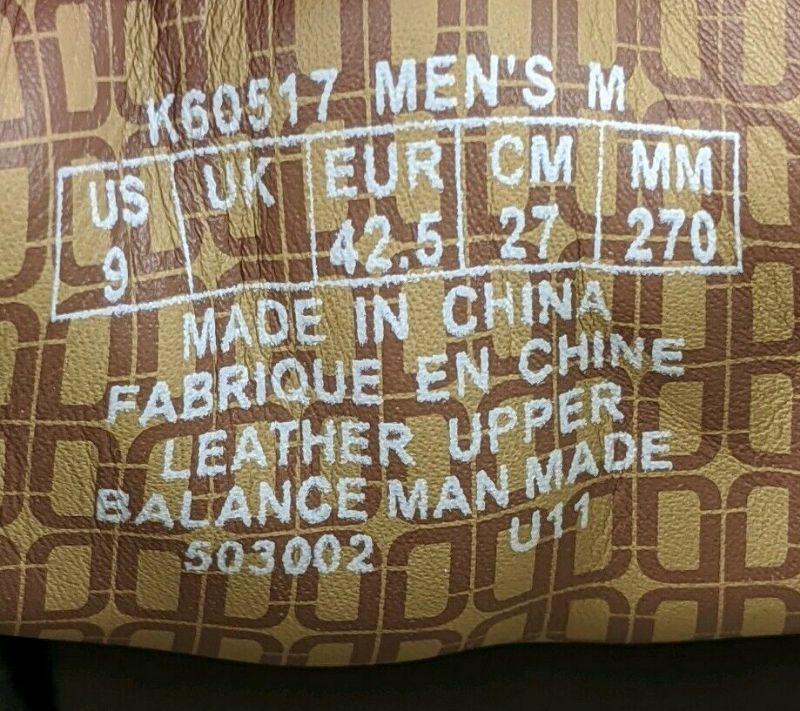 K60517 MEN'S M
US UK EUR CM MM
9 42.5 27 270
MADE IN CHINA
FABRIQUE EN CHINE
LEATHER UPPER
BALANCE MAN MADE
503002 U11